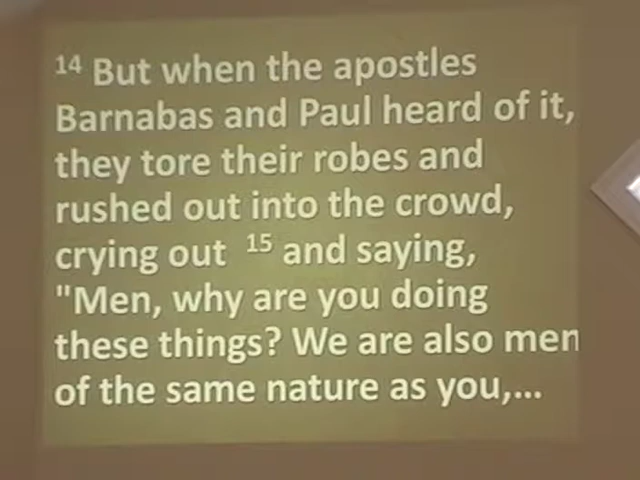 ¹⁴ But when the apostles
Barnabas and Paul heard of it,
they tore their robes and
rushed out into the crowd,
crying out ¹⁵ and saying,
"Men, why are you doing
these things? We are also men
of the same nature as you,...